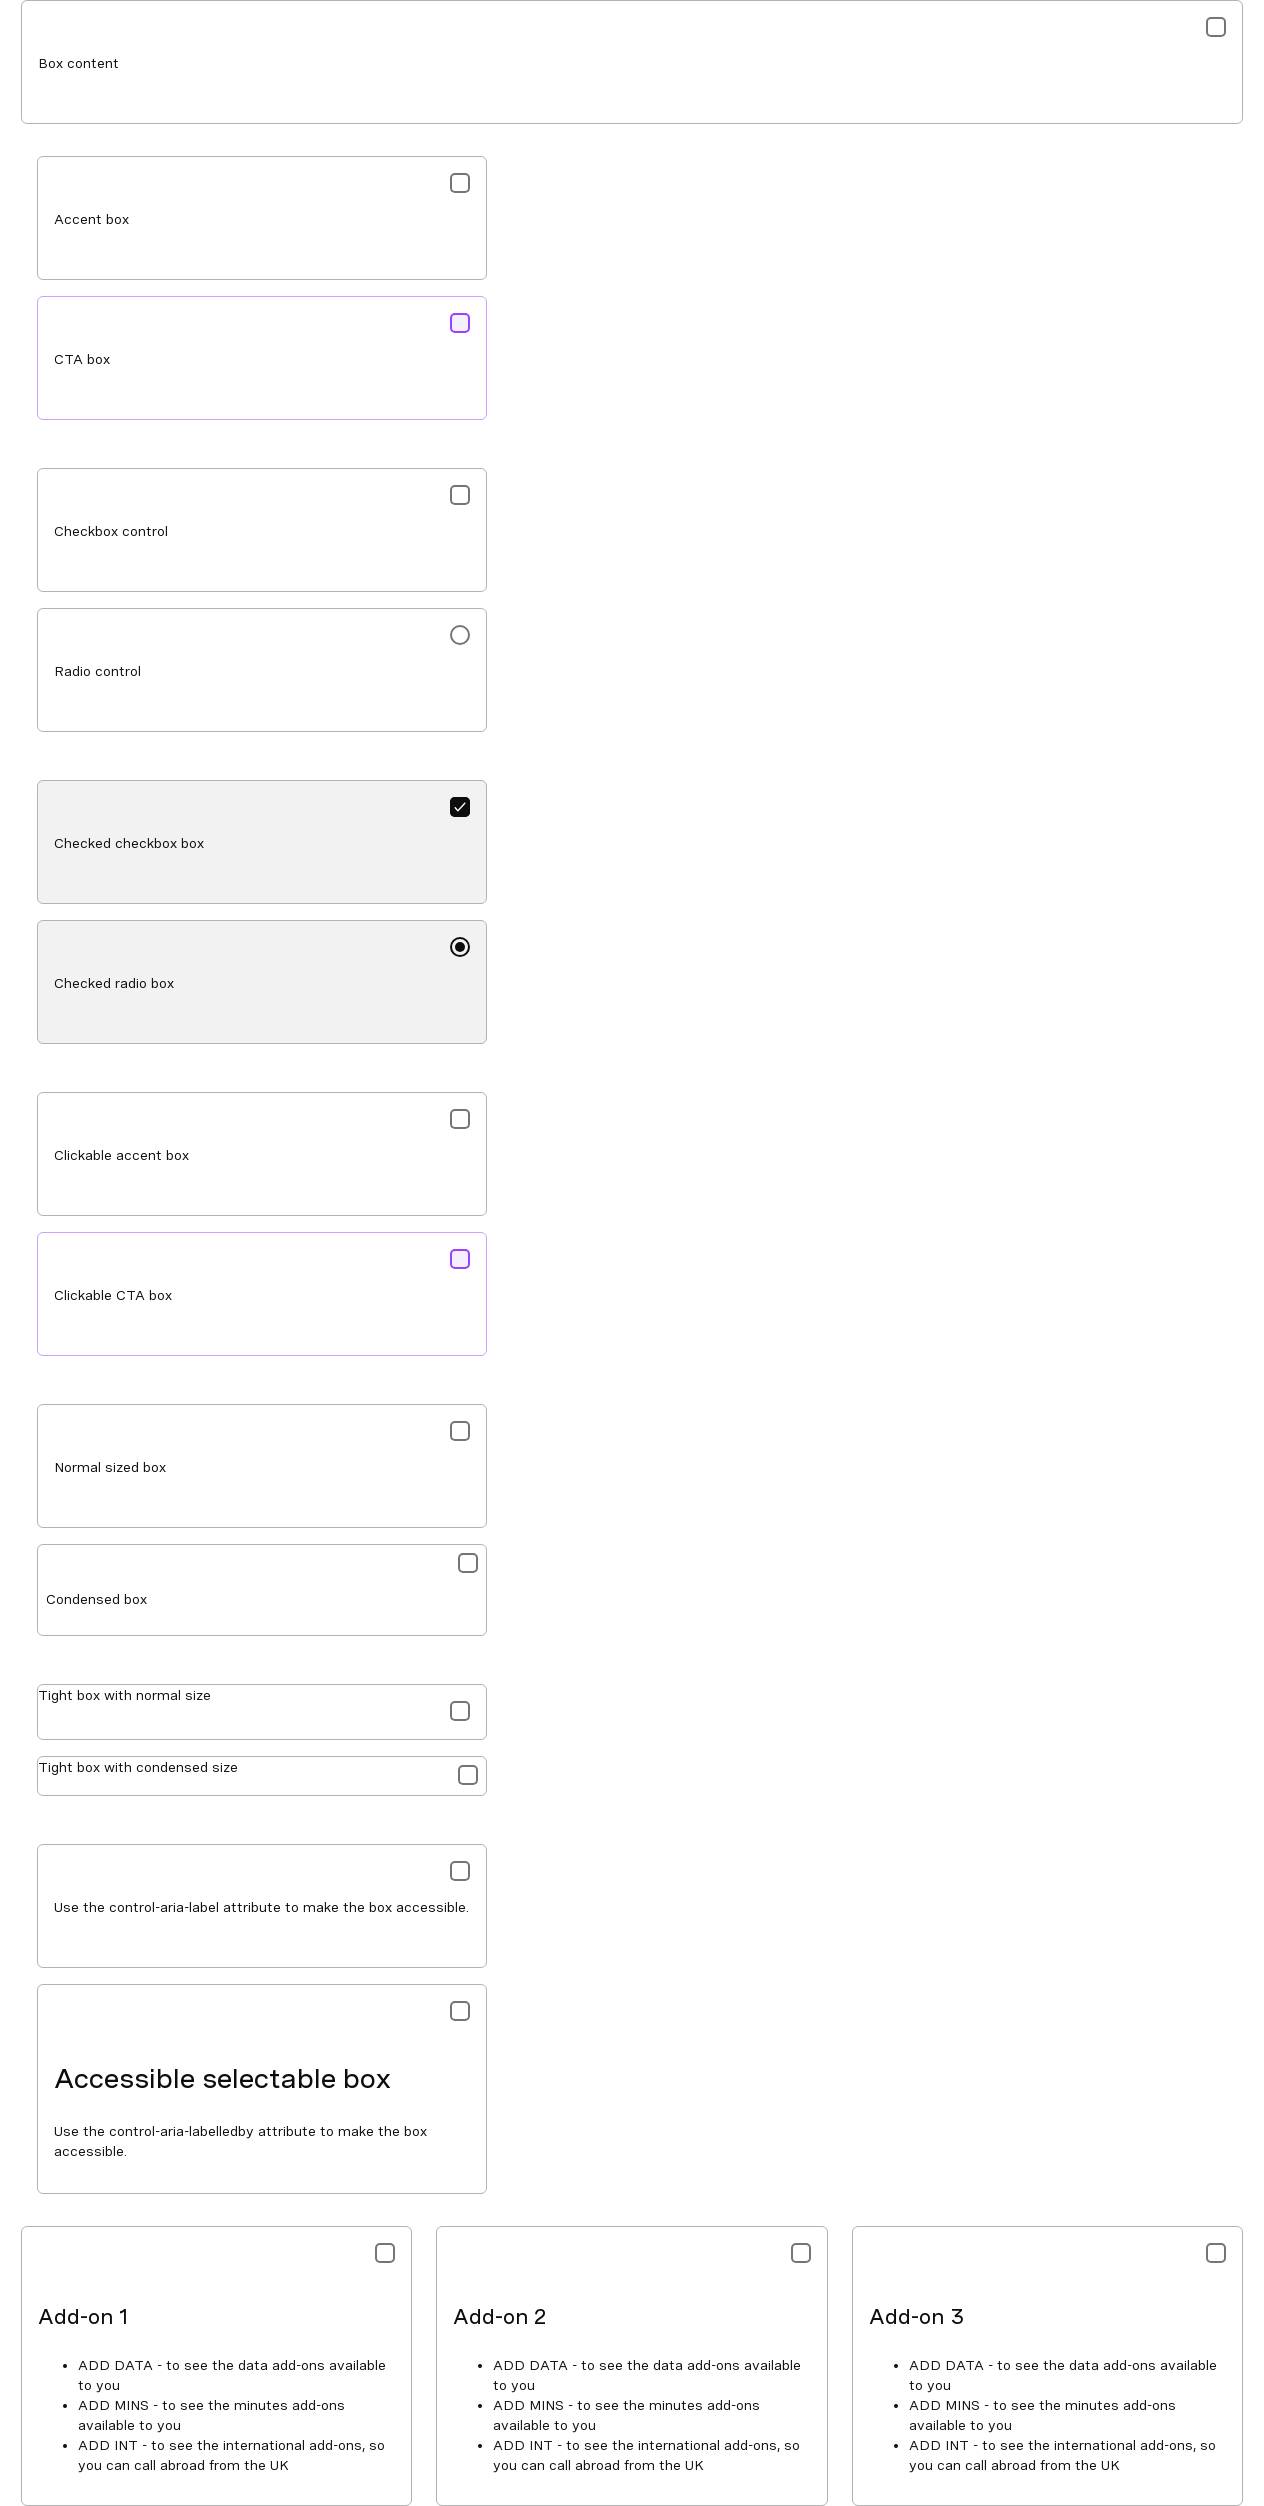 Box content
Accent box
CTA box
Checkbox control
Radio control
Checked checkbox box
Checked radio box
Clickable accent box
Clickable CTA box
Normal sized box
Condensed box
Tight box with normal size
Tight box with condensed size
Use the control-aria-label attribute to make the box accessible.
Accessible selectable box
Use the control-aria-labelledby attribute to make the box
accessible.
Add-on 1
• ADD DATA - to see the data add-ons available
to you
• ADD MINS - to see the minutes add-ons
available to you
• ADD INT - to see the international add-ons, so
you can call abroad from the UK
Add-on 2
• ADD DATA - to see the data add-ons available
to you
• ADD MINS - to see the minutes add-ons
available to you
• ADD INT - to see the international add-ons, so
you can call abroad from the UK
Add-on 3
• ADD DATA - to see the data add-ons available
to you
• ADD MINS - to see the minutes add-ons
available to you
• ADD INT - to see the international add-ons, so
you can call abroad from the UK